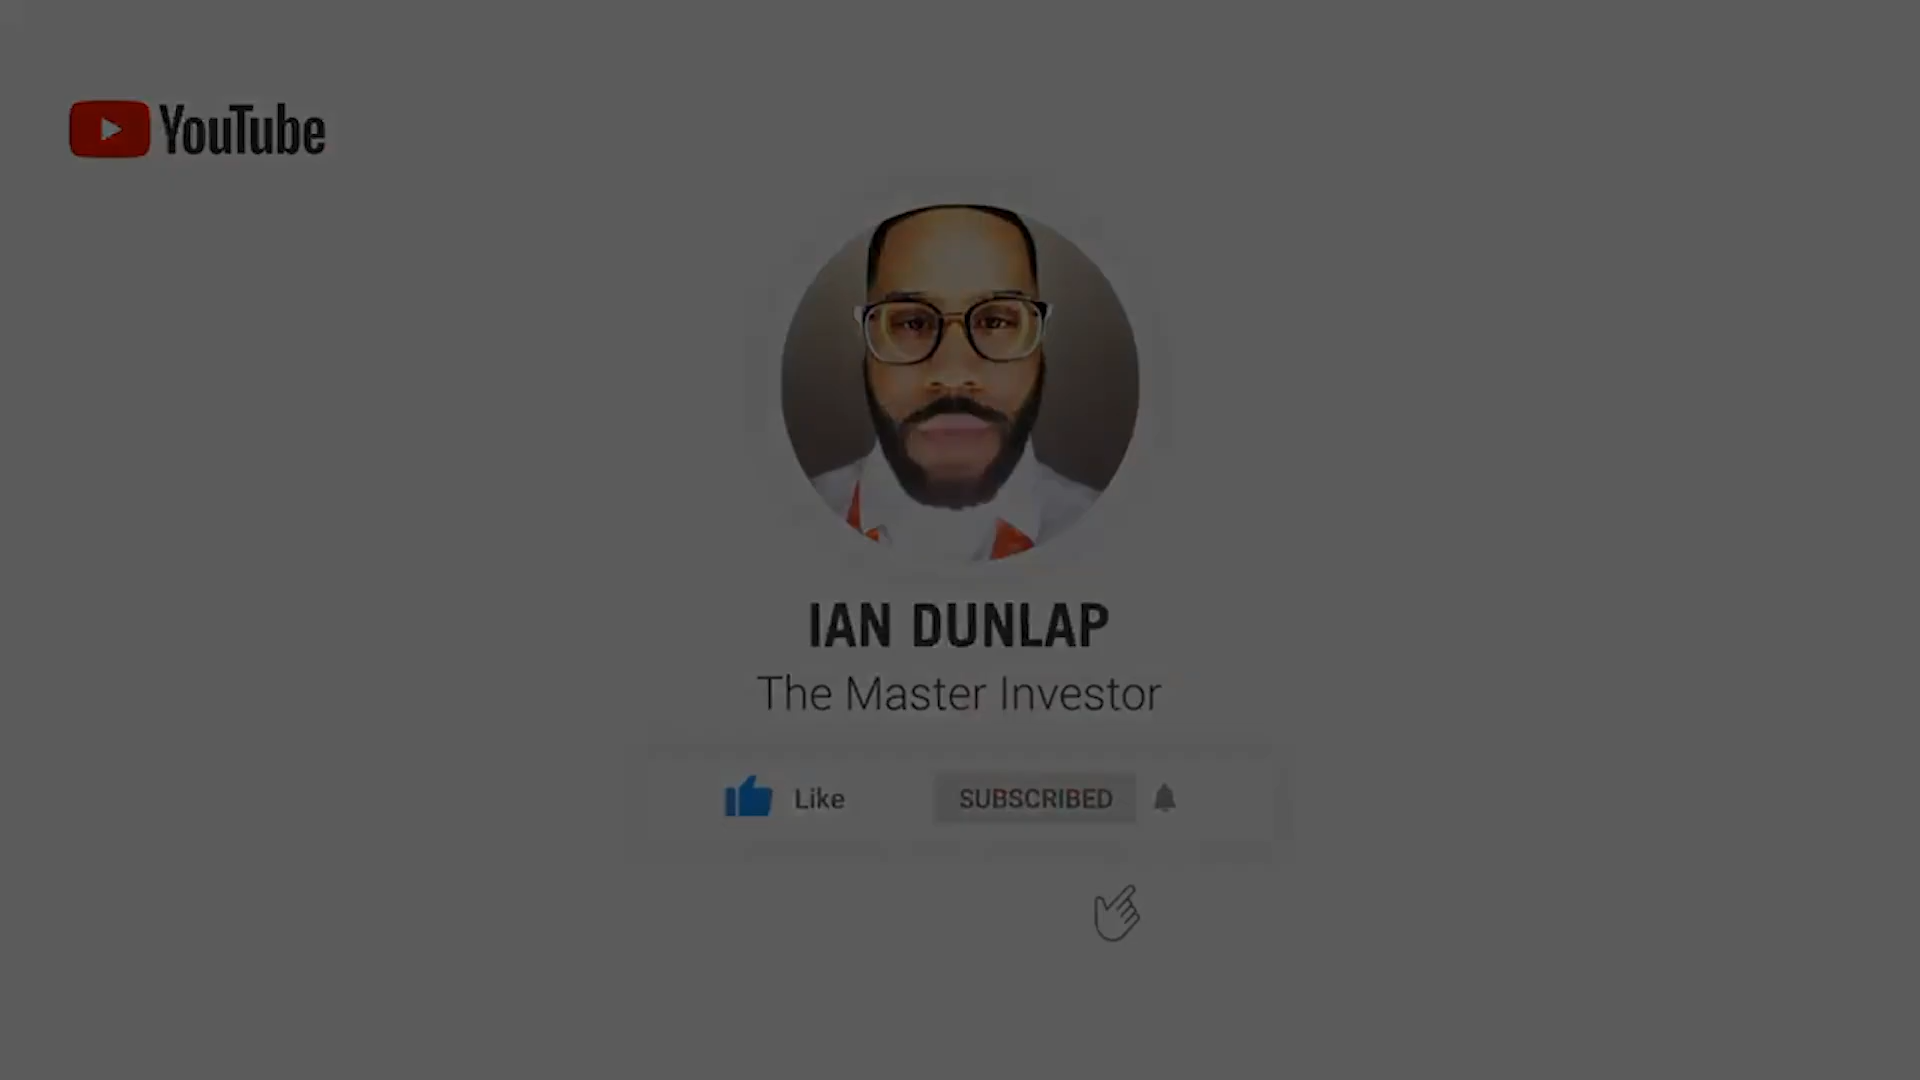 YouTube
IAN DUNLAP
The Master Investor
Like
SUBSCRIBED